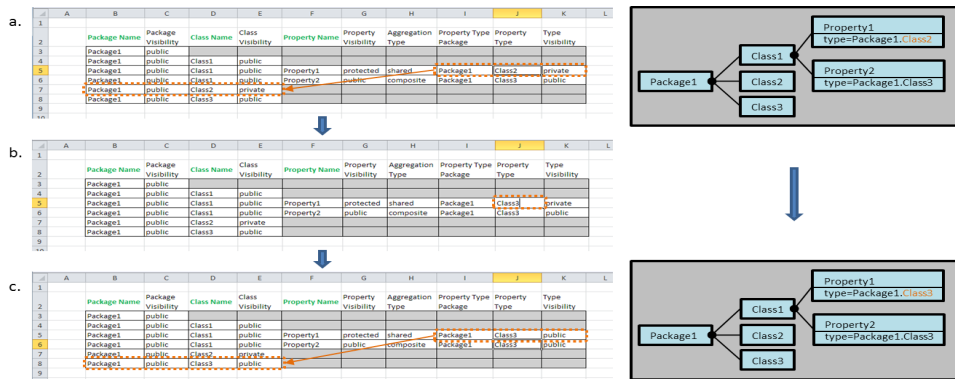 a.
A B C D E F G H I J K L
1
2 Package Name Package Visibility Class Name Class Visibility Property Name Property Visibility Aggregation Type Property Type Package Property Type Type Visibility
3 Package1 public
4 Package1 public Class1 public
5 Package1 public Class1 public Property1 protected shared Package1 Class2 private
6 Package1 public Class1 public Property2 public composite Package1 Class3 public
7 Package1 public Class2 private
8 Package1 public Class3 public
9
10
Package1
Class1
Class2
Class3
Property1
type=Package1.Class2
Property2
type=Package1.Class3
b.
A B C D E F G H I J K L
1
2 Package Name Package Visibility Class Name Class Visibility Property Name Property Visibility Aggregation Type Property Type Package Property Type Type Visibility
3 Package1 public
4 Package1 public Class1 public
5 Package1 public Class1 public Property1 protected shared Package1 Class3 private
6 Package1 public Class1 public Property2 public composite Package1 Class3 public
7 Package1 public Class2 private
8 Package1 public Class3 public
9
10
c.
A B C D E F G H I J K L
1
2 Package Name Package Visibility Class Name Class Visibility Property Name Property Visibility Aggregation Type Property Type Package Property Type Type Visibility
3 Package1 public
4 Package1 public Class1 public
5 Package1 public Class1 public Property1 protected shared Package1 Class3 public
6 Package1 public Class1 public Property2 public composite Package1 Class3 public
7 Package1 public Class2 private
8 Package1 public Class3 public
9
Package1
Class1
Class2
Class3
Property1
type=Package1.Class3
Property2
type=Package1.Class3